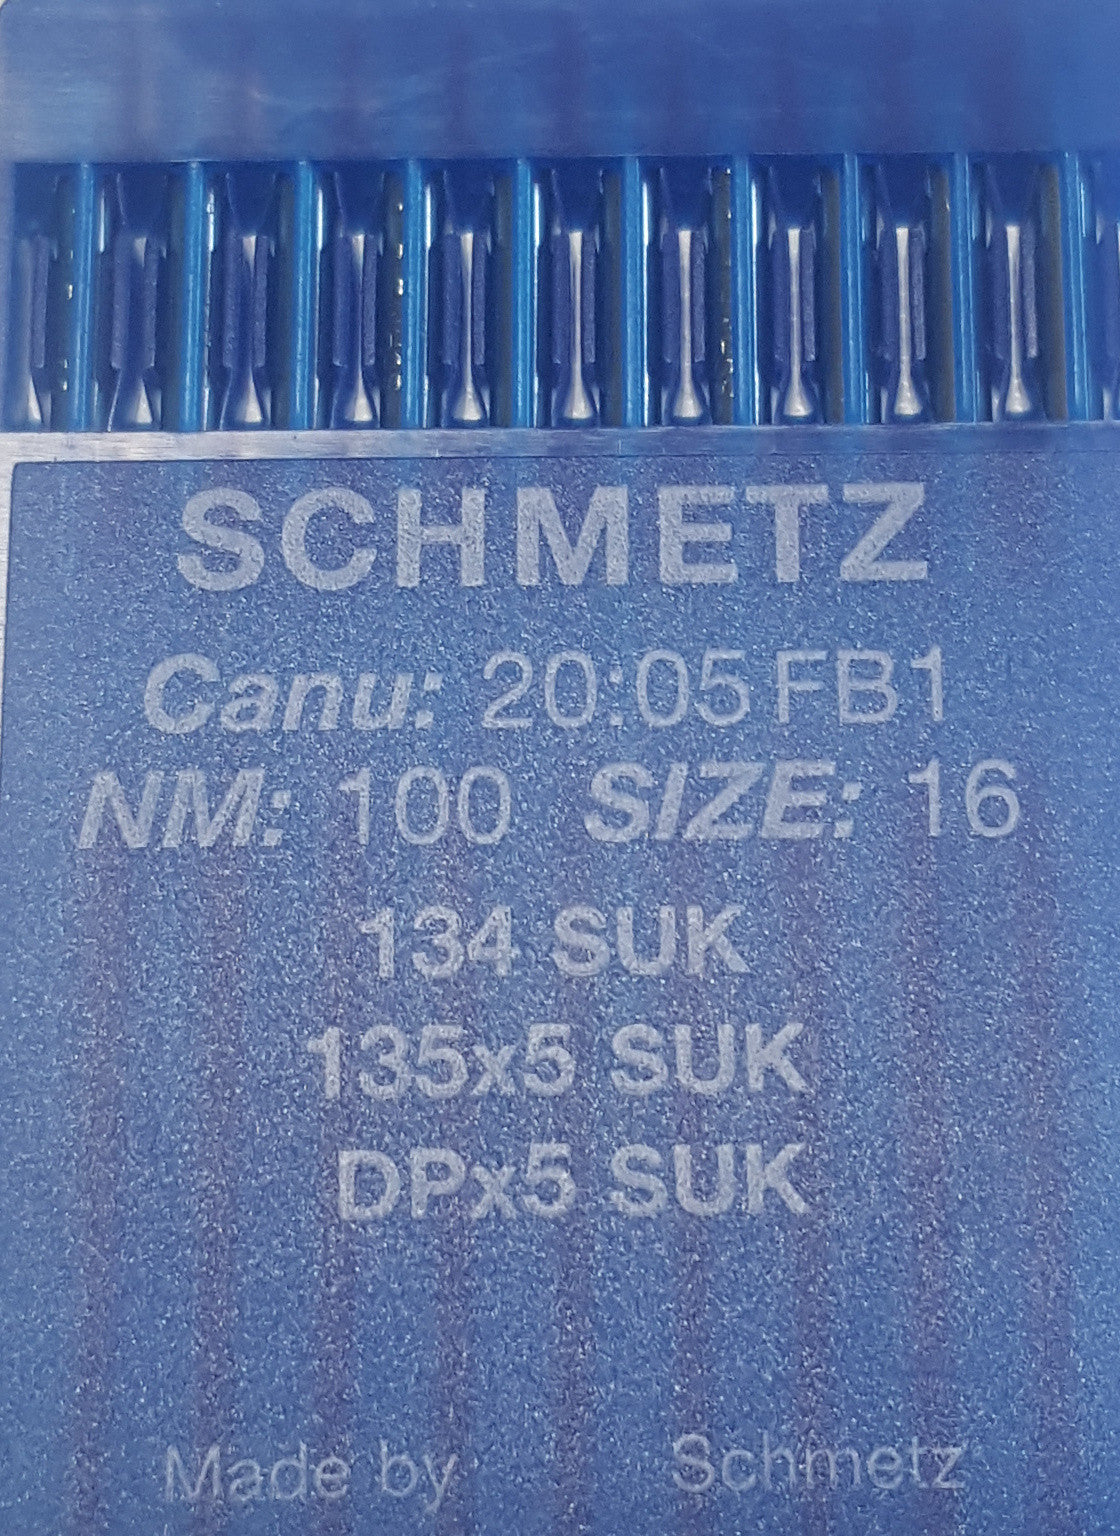 SCHMETZ
Canu: 20:05 FB1
NM: 100 SIZE: 16
134 SUK
135x5 SUK
DPx5 SUK
Made by Schmetz